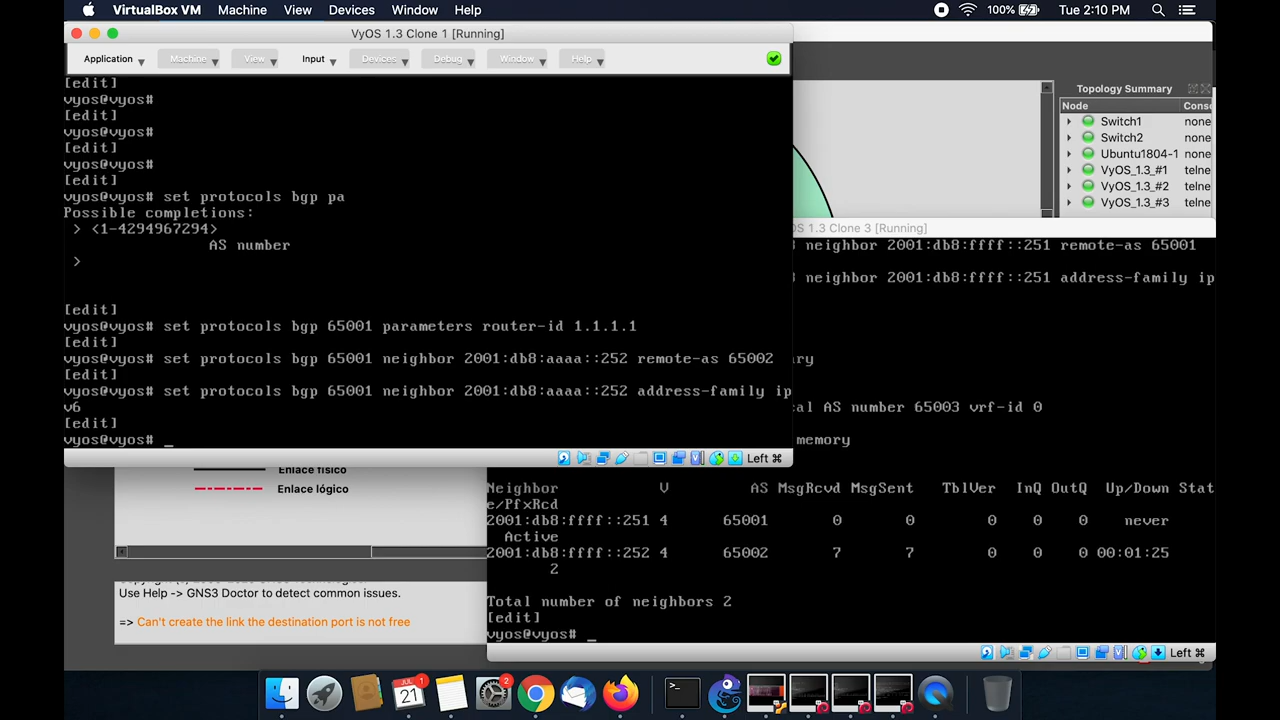 VirtualBox VM Machine View Devices Window Help 100% Tue 2:10 PM
VyOS 1.3 Clone 1 [Running]
Application Machine View Input Devices Debug Window Help
[edit]
vyos@vyos#
[edit]
vyos@vyos#
[edit]
vyos@vyos#
[edit]
vyos@vyos# set protocols bgp pa
Possible completions:
> <1-4294967294>
AS number
>
[edit]
vyos@vyos# set protocols bgp 65001 parameters router-id 1.1.1.1
[edit]
vyos@vyos# set protocols bgp 65001 neighbor 2001:db8:aaaa::252 remote-as 65002
[edit]
vyos@vyos# set protocols bgp 65001 neighbor 2001:db8:aaaa::252 address-family ip
v6
[edit]
vyos@vyos# _
Left ⌘
Topology Summary
Node Conso
Switch1 none
Switch2 none
Ubuntu1804-1 none
VyOS_1.3_#1 telne
VyOS_1.3_#2 telne
VyOS_1.3_#3 telne
OS 1.3 Clone 3 [Running]
neighbor 2001:db8:ffff::251 remote-as 65001
neighbor 2001:db8:ffff::251 address-family ip
ary
cal AS number 65003 vrf-id 0
memory
Neighbor V AS MsgRcvd MsgSent TblVer InQ OutQ Up/Down Stat
e/PfxRcd
2001:db8:ffff::251 4 65001 0 0 0 0 0 never
Active
2001:db8:ffff::252 4 65002 7 7 0 0 0 00:01:25
2
Total number of neighbors 2
[edit]
vyos@vyos# _
Left ⌘
Enlace físico
Enlace lógico
Use Help -> GNS3 Doctor to detect common issues.
=> Can't create the link the destination port is not free
JUL 1
21
2